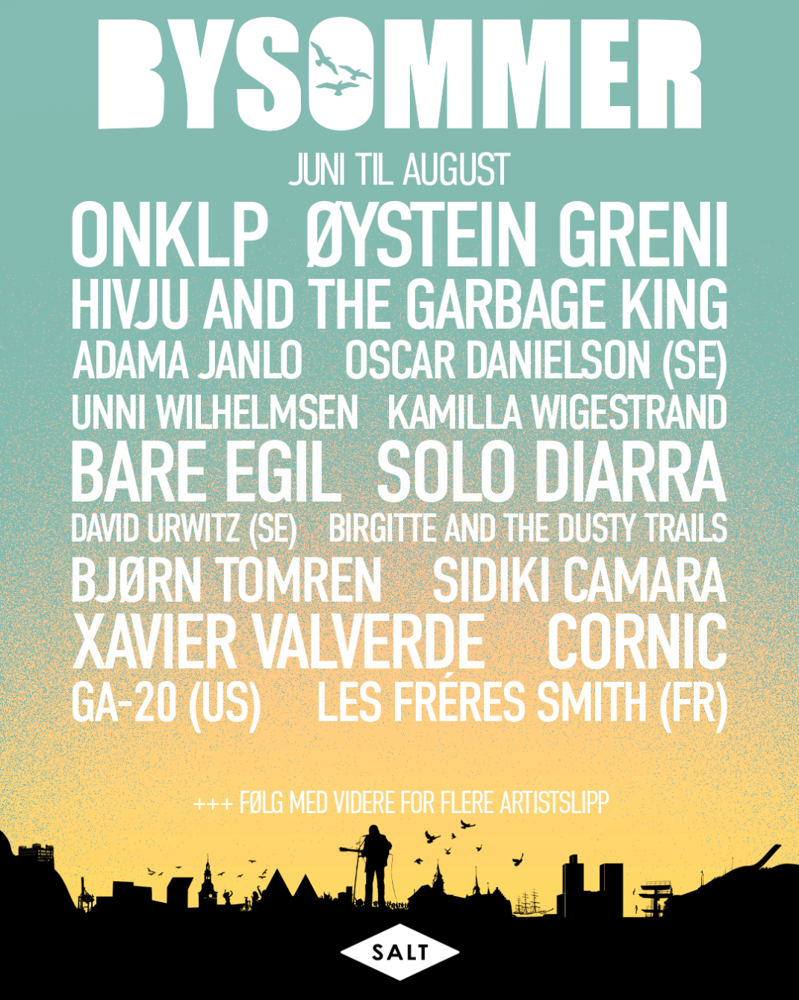 BYSOMMER
JUNI TIL AUGUST
ONKLP ØYSTEIN GRENI
HIVJU AND THE GARBAGE KING
ADAMA JANLO OSCAR DANIELSON (SE)
UNNI WILHELMSEN KAMILLA WIGESTRAND
BARE EGIL SOLO DIARRA
DAVID URWITZ (SE) BIRGITTE AND THE DUSTY TRAILS
BJØRN TOMREN SIDIKI CAMARA
XAVIER VALVERDE CORNIC
GA-20 (US) LES FRÉRES SMITH (FR)
+++ FØLG MED VIDERE FOR FLERE ARTISTSLIPP
SALT